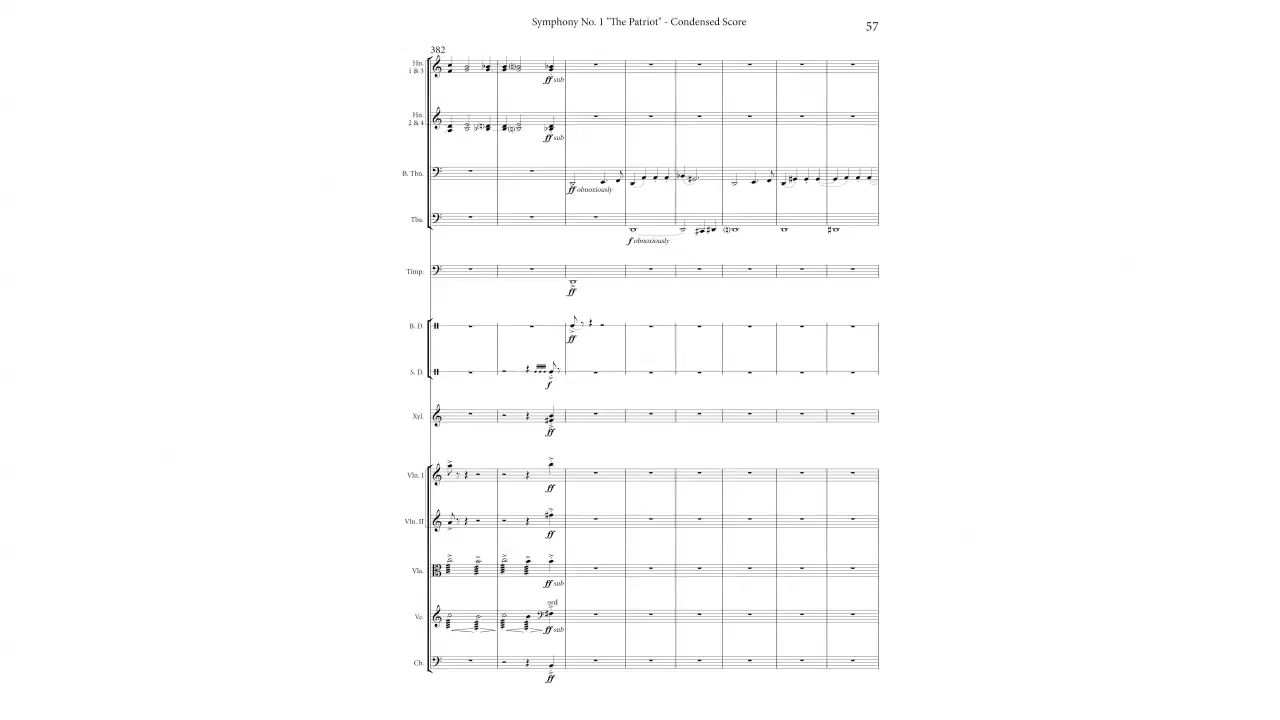 Symphony No. 1 "The Patriot" - Condensed Score
57
382
Hn.
1 & 3
ff sub
Hn.
2 & 4
ff sub
B. Tbn.
ff obnoxiously
Tba.
f obnoxiously
Timp.
ff
B. D.
ff
S. D.
f
Xyl.
ff
Vln. I
ff
Vln. II
ff
Vla.
ff sub
ord
Vc.
ff sub
Cb.
ff